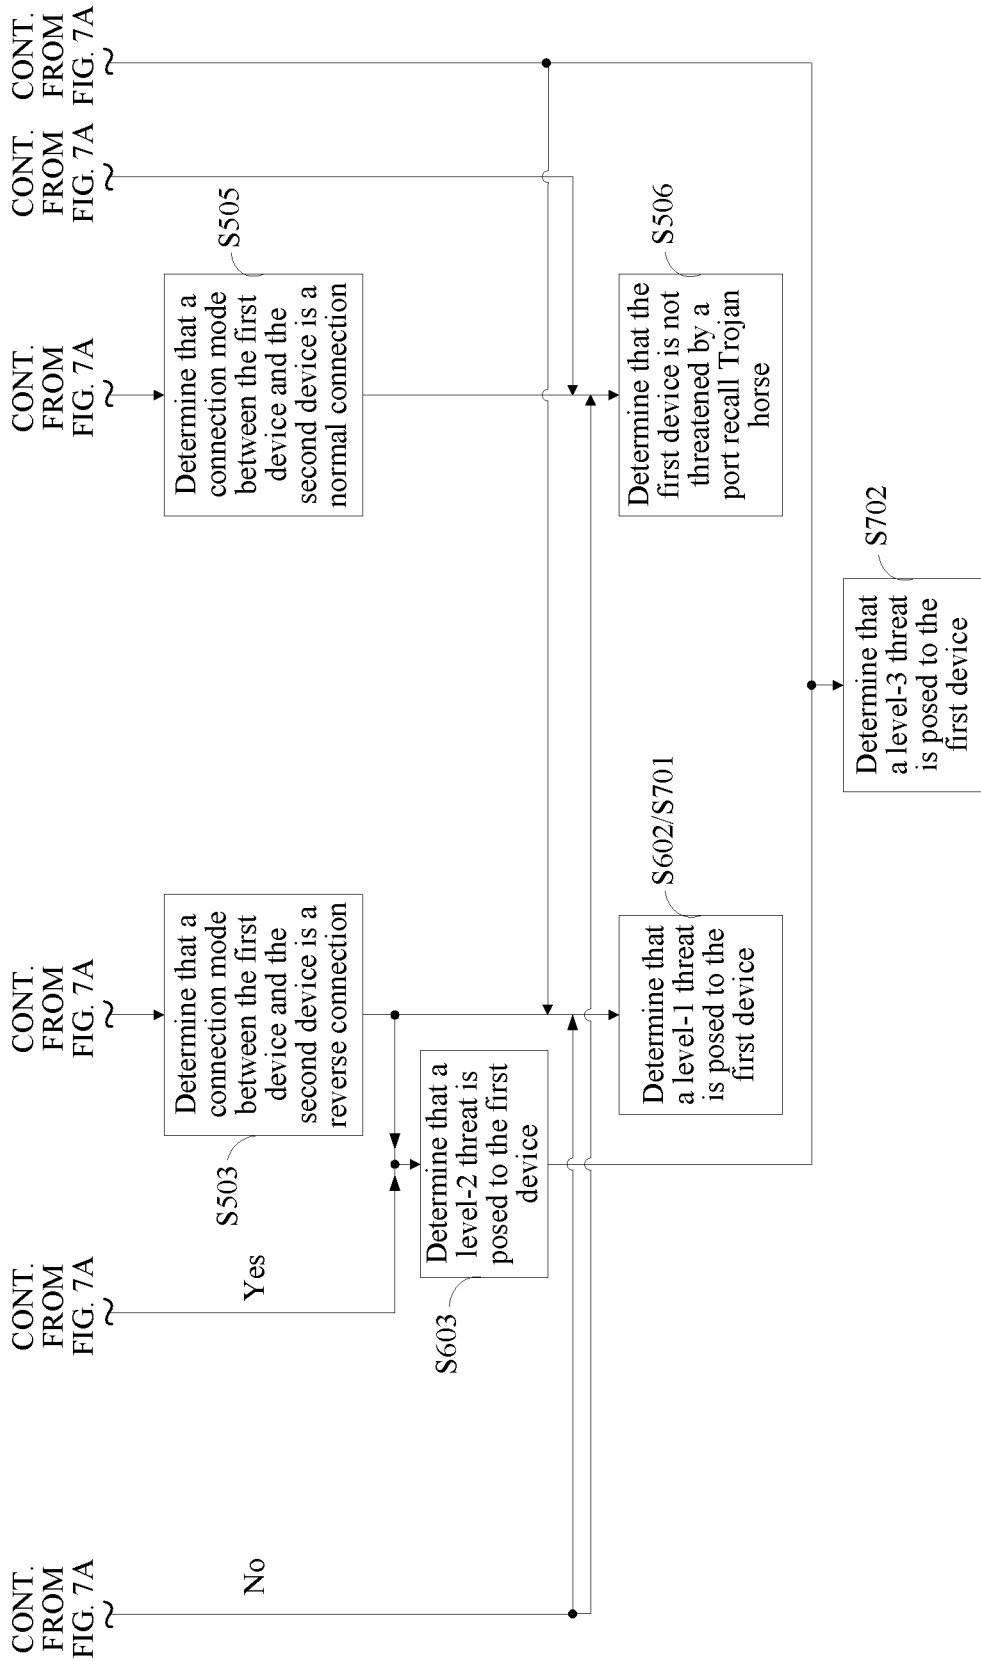 CONT.
FROM
FIG. 7A
CONT.
FROM
FIG. 7A
CONT.
FROM
FIG. 7A
CONT.
FROM
FIG. 7A
CONT.
FROM
FIG. 7A
CONT.
FROM
FIG. 7A
No
Yes
S503
Determine that a
connection mode
between the first
device and the
second device is a
reverse connection
Determine that a
connection mode
between the first
device and the
second device is a
normal connection
S505
S603
Determine that a
level-2 threat is
posed to the first
device
Determine that
a level-1 threat
is posed to the
first device
S602/S701
Determine that the
first device is not
threatened by a
port recall Trojan
horse
S506
Determine that
a level-3 threat
is posed to the
first device
S702